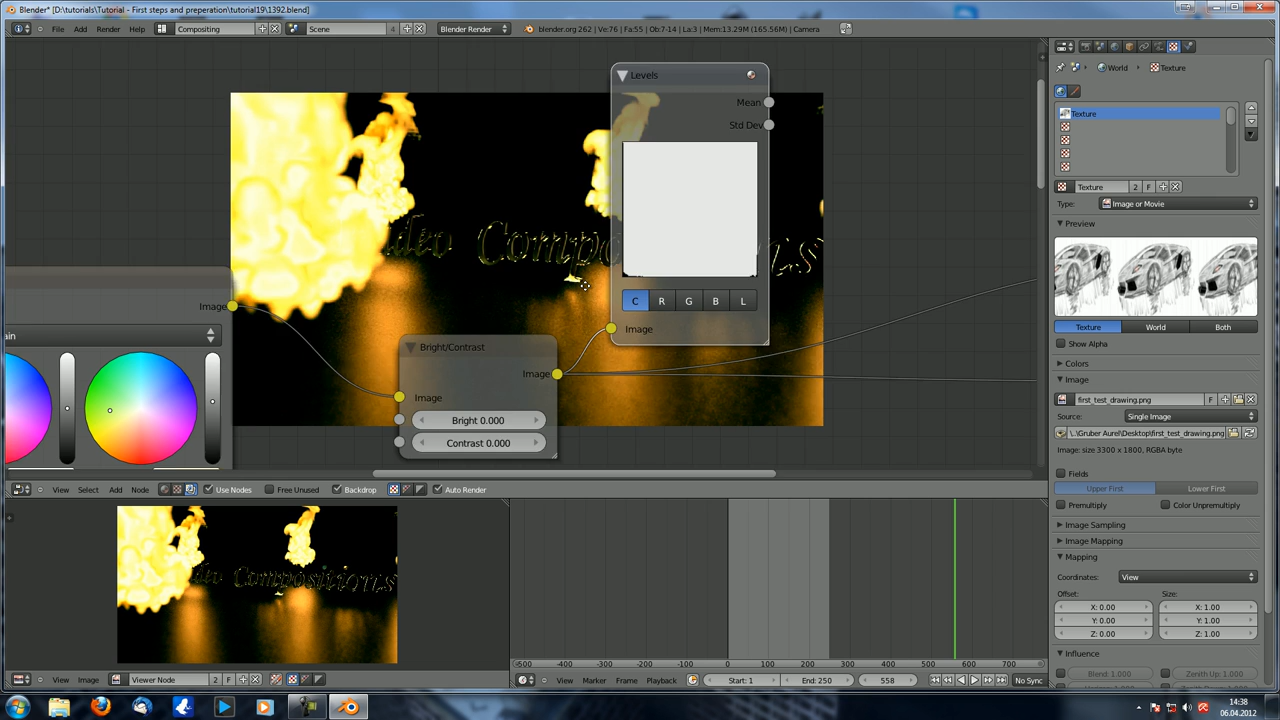 Blender* [D:\tutorials\Tutorial - First steps and preperation\tutorial19\1392.blend]
File Add Render Help Compositing Scene 4 Blender Render blender.org 262 | Ve:76 | Fa:55 | Ob:7-14 | La:3 | Mem:13.29M (165.56M) | Camera
Levels
Mean
Std Dev
C R G B L
Image
Image
Bright/Contrast
Image
Image
Bright 0.000
Contrast 0.000
View Select Add Node Use Nodes Free Unused Backdrop Auto Render
View Image Viewer Node 2 F
-500 -400 -300 -200 -100 0 100 200 300 400 500 600 700
View Marker Frame Playback Start: 1 End: 250 558 No Sync
World Texture
Texture
Texture 2 F
Type: Image or Movie
Preview
Texture World Both
Show Alpha
Colors
Image
first_test_drawing.png F
Source: Single Image
\..\Gruber Aurel\Desktop\first_test_drawing.png
Image: size 3300 x 1800, RGBA byte
Fields
Upper First Lower First
Premultiply Color Unpremultiply
Image Sampling
Image Mapping
Mapping
Coordinates: View
Offset: Size:
X: 0.00 X: 1.00
Y: 0.00 Y: 1.00
Z: 0.00 Z: 1.00
Influence
Blend: 1.000 Zenith Up: 1.000
14:38
06.04.2012